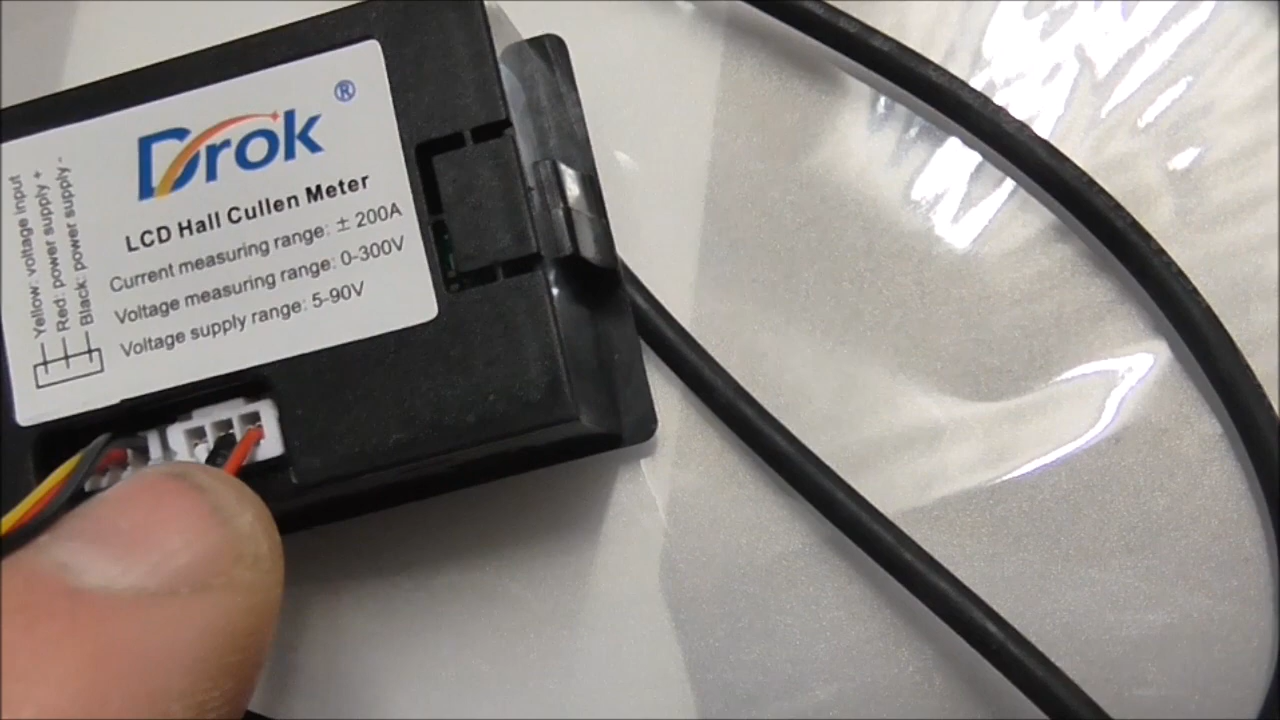 Drok ®
LCD Hall Cullen Meter
Current measuring range: ± 200A
Voltage measuring range: 0-300V
Voltage supply range: 5-90V
Yellow: voltage input
Red: power supply +
Black: power supply -